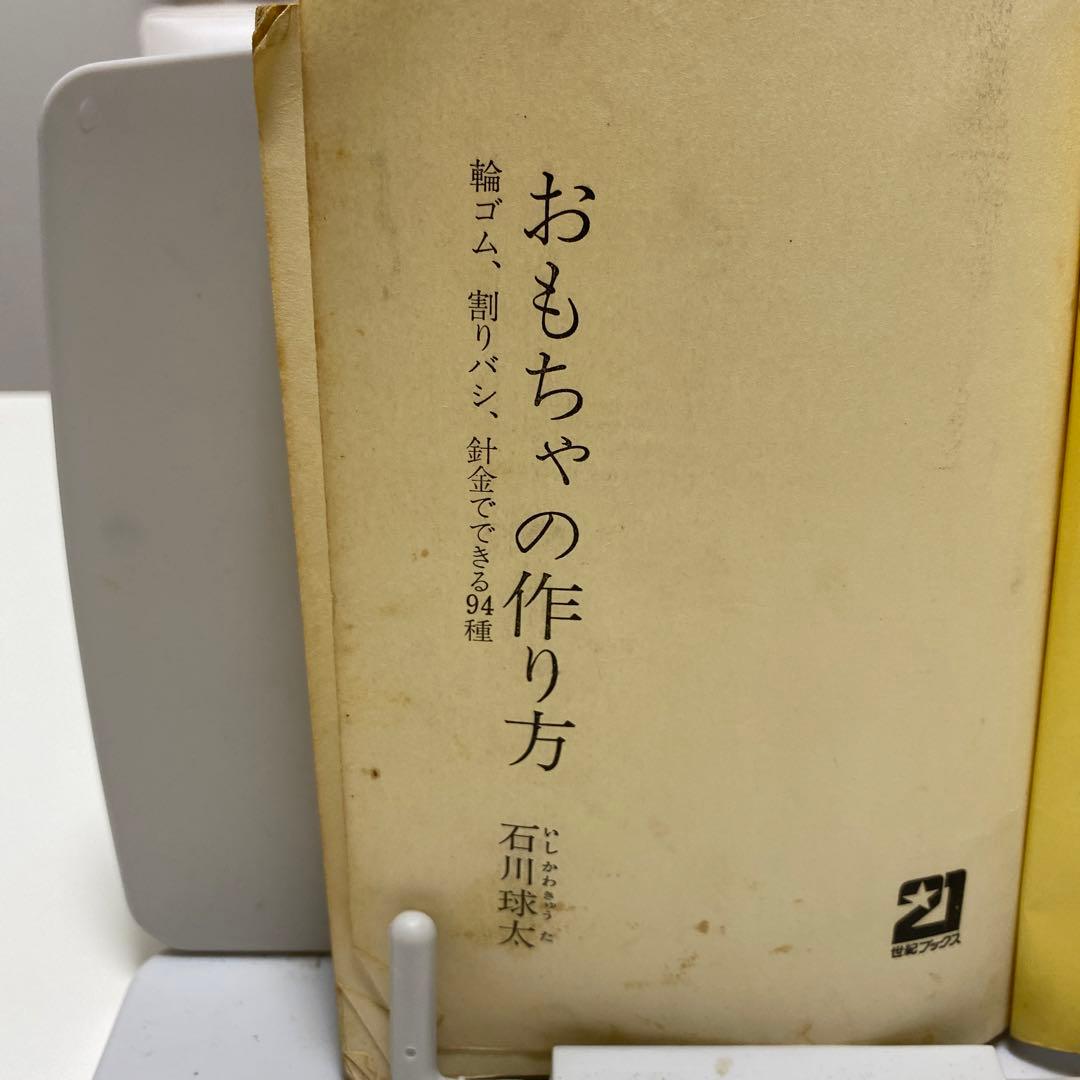 おもちゃの作り方
輪ゴム、割りバシ、針金でできる94種
いしかわきゅうた
石川球太
21
世紀ブックス